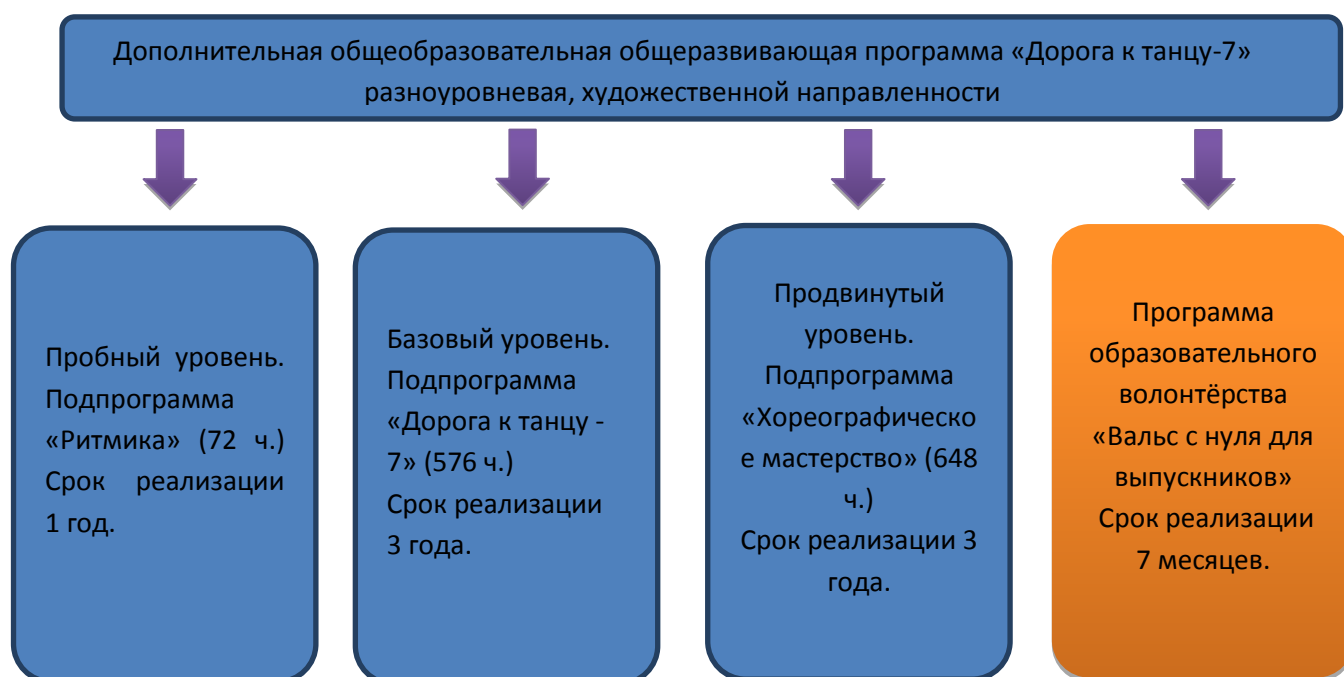 Дополнительная общеобразовательная общеразвивающая программа «Дорога к танцу-7»
разноуровневая, художественной направленности
Пробный уровень.
Подпрограмма
«Ритмика» (72 ч.)
Срок реализации
1 год.
Базовый уровень.
Подпрограмма
«Дорога к танцу -
7» (576 ч.)
Срок реализации
3 года.
Продвинутый
уровень.
Подпрограмма
«Хореографическо
е мастерство» (648
ч.)
Срок реализации 3
года.
Программа
образовательного
волонтёрства
«Вальс с нуля для
выпускников»
Срок реализации
7 месяцев.